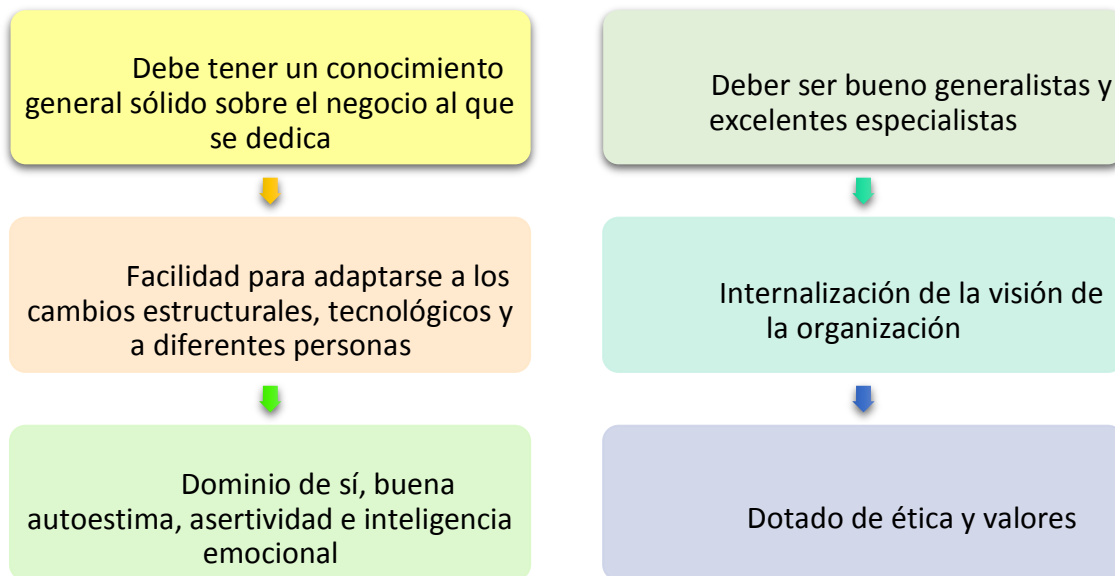 Debe tener un conocimiento
general sólido sobre el negocio al que
se dedica
Facilidad para adaptarse a los
cambios estructurales, tecnológicos y
a diferentes personas
Dominio de sí, buena
autoestima, asertividad e inteligencia
emocional
Deber ser bueno generalistas y
excelentes especialistas
Internalización de la visión de
la organización
Dotado de ética y valores